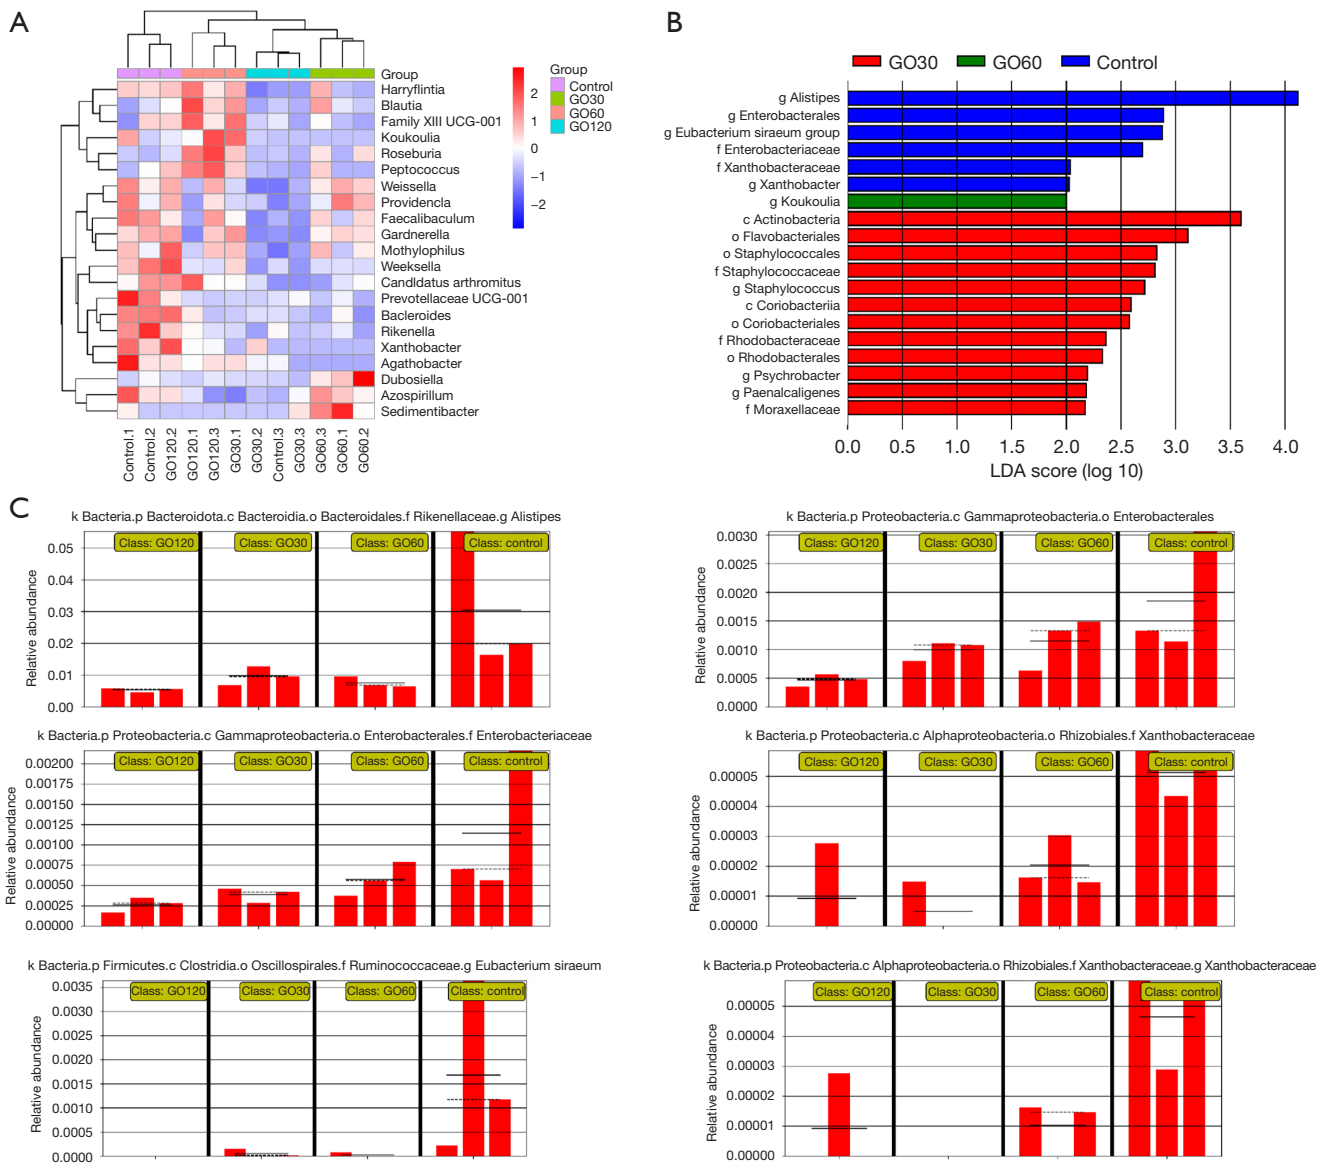 A
Group
Harryflintia
Blautia
Family XIII UCG-001
Koukoulia
Roseburia
Peptococcus
Weissella
Providencla
Faecalibaculum
Gardnerella
Mothylophilus
Weeksella
Candldatus arthromitus
Prevotellaceae UCG-001
Bacleroides
Rikenella
Xanthobacter
Agathobacter
Dubosiella
Azospirillum
Sedimentibacter
Control.1
Control.2
GO120.2
GO120.1
GO120.3
GO30.1
GO30.2
Control.3
GO30.3
GO60.3
GO60.1
GO60.2
2
1
0
−1
−2
Group
Control
GO30
GO60
GO120
B
GO30 GO60 Control
g Alistipes
g Enterobacterales
g Eubacterium siraeum group
f Enterobacteriaceae
f Xanthobacteraceae
g Xanthobacter
g Koukoulia
c Actinobacteria
o Flavobacteriales
o Staphylococcales
f Staphylococcaceae
g Staphylococcus
c Coriobacteriia
o Coriobacteriales
f Rhodobacteraceae
o Rhodobacterales
g Psychrobacter
g Paenalcaligenes
f Moraxellaceae
0.0 0.5 1.0 1.5 2.0 2.5 3.0 3.5 4.0
LDA score (log 10)
C
k Bacteria.p Bacteroidota.c Bacteroidia.o Bacteroidales.f Rikenellaceae.g Alistipes
Class: GO120 Class: GO30 Class: GO60 Class: control
0.05
0.04
0.03
0.02
0.01
0.00
Relative abundance
k Bacteria.p Proteobacteria.c Gammaproteobacteria.o Enterobacterales
Class: GO120 Class: GO30 Class: GO60 Class: control
0.0030
0.0025
0.0020
0.0015
0.0010
0.0005
0.0000
Relative abundance
k Bacteria.p Proteobacteria.c Gammaproteobacteria.o Enterobacterales.f Enterobacteriaceae
Class: GO120 Class: GO30 Class: GO60 Class: control
0.00200
0.00175
0.00150
0.00125
0.00100
0.00075
0.00050
0.00025
0.00000
Relative abundance
k Bacteria.p Proteobacteria.c Alphaproteobacteria.o Rhizobiales.f Xanthobacteraceae
Class: GO120 Class: GO30 Class: GO60 Class: control
0.00005
0.00004
0.00003
0.00002
0.00001
0.00000
Relative abundance
k Bacteria.p Firmicutes.c Clostridia.o Oscillospirales.f Ruminococcaceae.g Eubacterium siraeum
Class: GO120 Class: GO30 Class: GO60 Class: control
0.0035
0.0030
0.0025
0.0020
0.0015
0.0010
0.0005
0.0000
Relative abundance
k Bacteria.p Proteobacteria.c Alphaproteobacteria.o Rhizobiales.f Xanthobacteraceae.g Xanthobacteraceae
Class: GO120 Class: GO30 Class: GO60 Class: control
0.00005
0.00004
0.00003
0.00002
0.00001
0.00000
Relative abundance